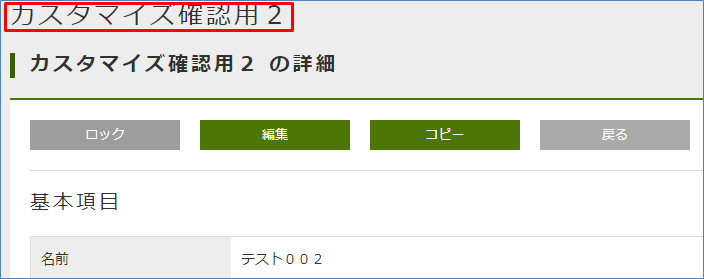 カスタマイズ確認用２
カスタマイズ確認用２ の詳細
ロック 編集 コピー 戻る
基本項目
名前 テスト００２